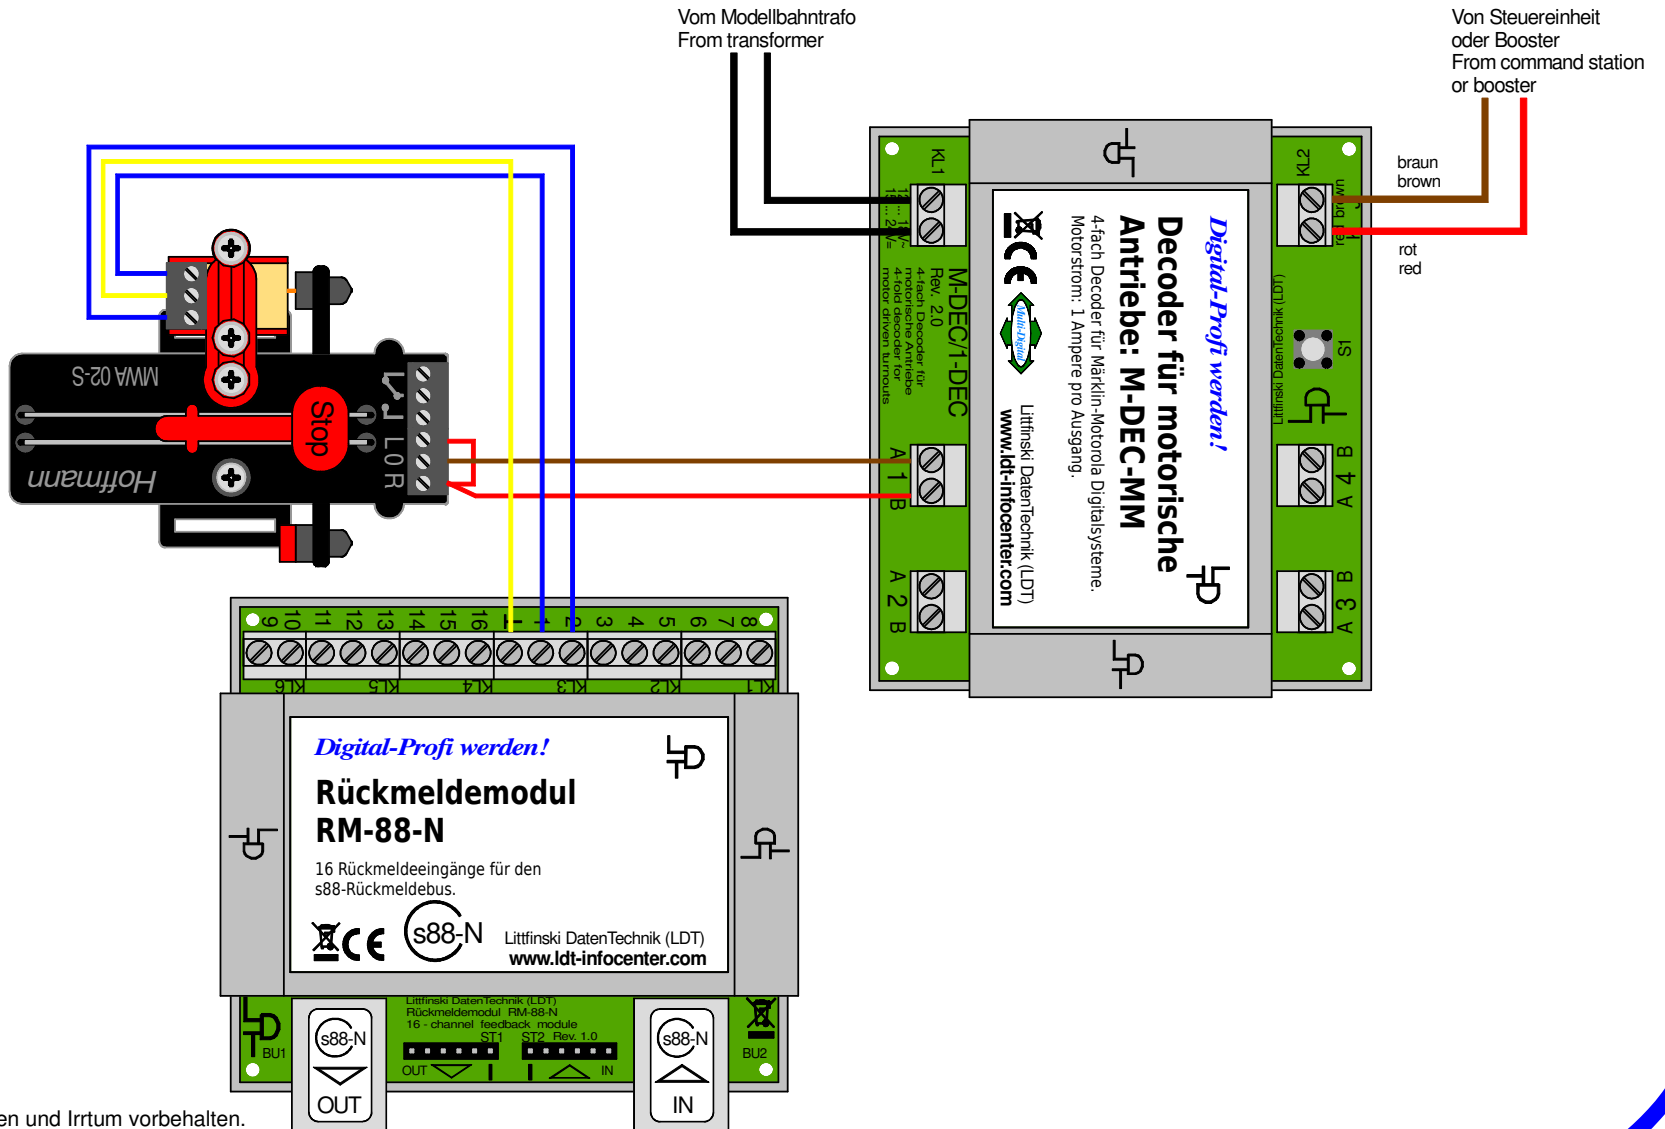 Vom Modellbahntrafo
From transformer
Von Steuereinheit
oder Booster
From command station
or booster
braun
brown
rot
red
MWA 02-S
Stop
Hoffmann
L 0 R
KL1
M-DEC/1-DEC
Rev. 2.0
4-fach Decoder für
motorische Antriebe
4-fold decoder for
motor driven turnouts
A 1 B
A 2 B
Digital-Profi werden!
Decoder für motorische
Antriebe: M-DEC-MM
4-fach Decoder für Märklin-Motorola Digitalsysteme.
Motorstrom: 1 Ampere pro Ausgang.
CE
Multi-Digital
Littfinski DatenTechnik (LDT)
www.ldt-infocenter.com
KL2
red brown
Littfinski DatenTechnik (LDT)
S1
A 4 B
A 3 B
9 10 11 12 13 14 15 16 1 2 3 4 5 6 7 8
KL6 KL5 KL4 KL3 KL2 KL1
Digital-Profi werden!
Rückmeldemodul
RM-88-N
16 Rückmeldeeingänge für den
s88-Rückmeldebus.
CE
s88-N
Littfinski DatenTechnik (LDT)
www.ldt-infocenter.com
Littfinski DatenTechnik (LDT)
Rückmeldemodul RM-88-N
16 - channel feedback module
ST1 ST2 Rev. 1.0
BU1
s88-N
OUT
OUT
IN
s88-N
IN
BU2
en und Irrtum vorbehalten.